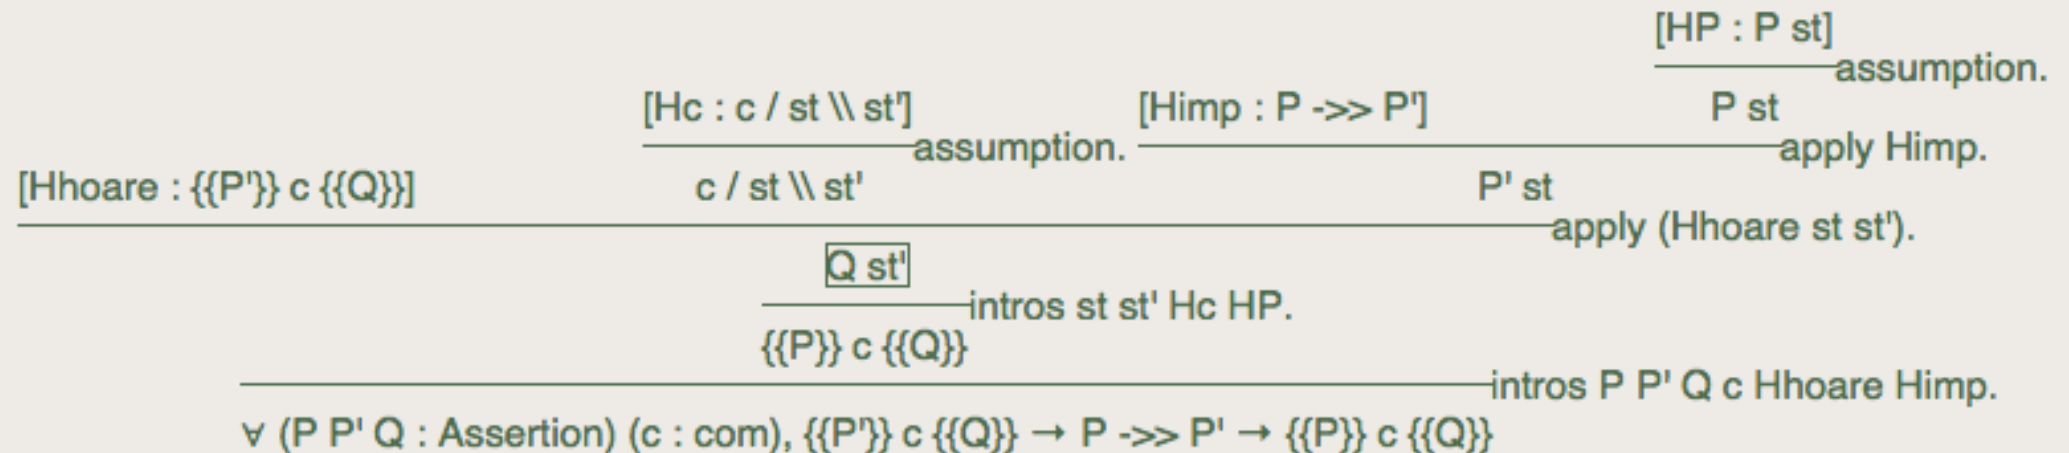 [HP : P st]
assumption.
[Hc : c / st \\ st'] [Himp : P ->> P'] P st
assumption. apply Himp.
[Hhoare : {{P'}} c {{Q}}] c / st \\ st' P' st
apply (Hhoare st st').
Q st'
intros st st' Hc HP.
{{P}} c {{Q}}
intros P P' Q c Hhoare Himp.
∀ (P P' Q : Assertion) (c : com), {{P'}} c {{Q}} → P ->> P' → {{P}} c {{Q}}